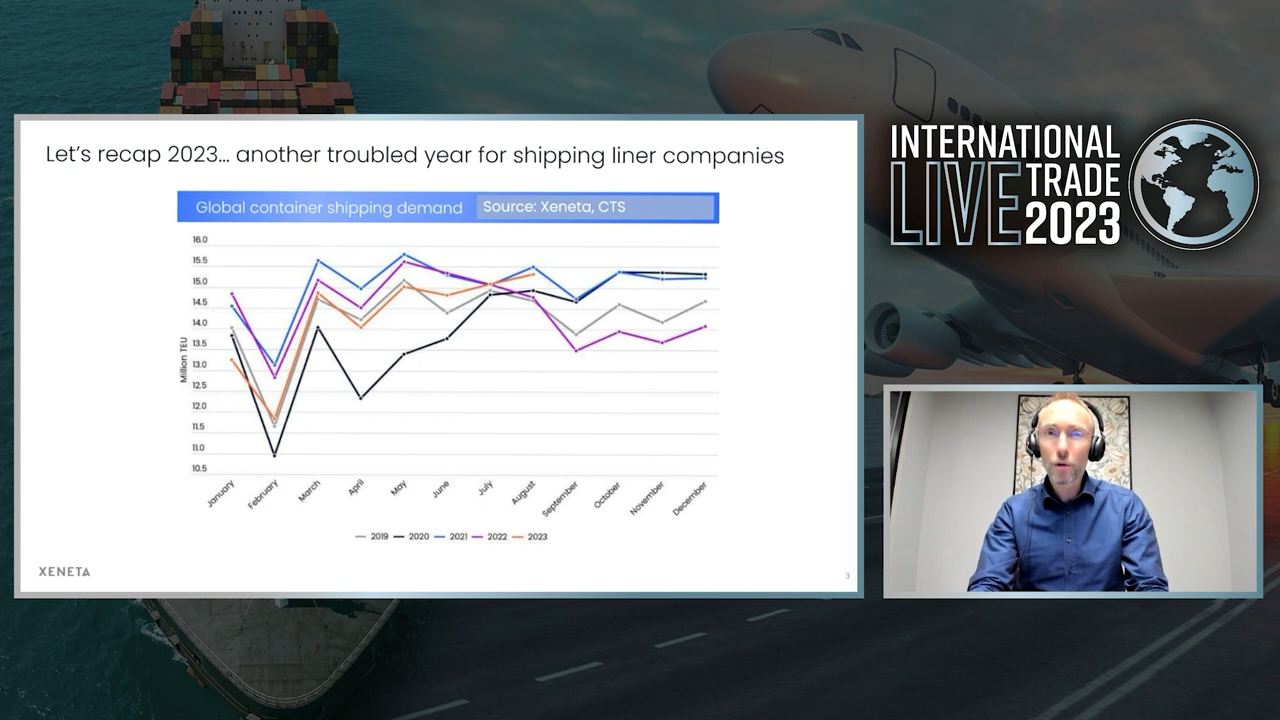 Let's recap 2023... another troubled year for shipping liner companies
Global container shipping demand
Source: Xeneta, CTS
16.0
15.5
15.0
14.5
14.0
13.5
13.0
12.5
12.0
11.5
11.0
10.5
Million TEU
January
February
March
April
May
June
July
August
September
October
November
December
2019
2020
2021
2022
2023
XENETA
3
INTERNATIONAL
LIVE TRADE
2023